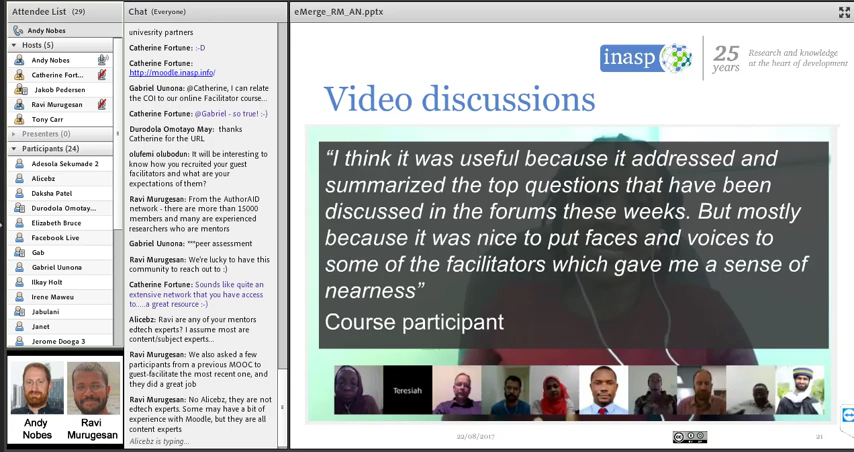 Attendee List (29)
Andy Nobes
Hosts (5)
Andy Nobes
Catherine Fort...
Jakob Pedersen
Ravi Murugesan
Tony Carr
Presenters (0)
Participants (24)
Adesola Sekumade 2
Alicebz
Daksha Patel
Durodola Omotay...
Elizabeth Bruce
Facebook Live
Gab
Gabriel Uunona
Ilkay Holt
Irene Maweu
Jabulani
Janet
Jerome Dooga 3
Andy
Nobes
Ravi
Murugesan
Chat (Everyone)
univeristy partners
Catherine Fortune: :-D
Catherine Fortune:
http://moodle.inasp.info/
Gabriel Uunona: @Catherine, I can relate
the COI to our online Facilitator course...
Catherine Fortune: @Gabriel - so true! :-)
Durodola Omotayo May: thanks
Catherine for the URL
olufemi olubodun: It will be interesting to
know how you recruited your guest
facilitators and what are your
expectations of them?
Ravi Murugesan: From the AuthorAID
network - there are more than 15000
members and many are experienced
researchers who are mentors
Gabriel Uunona: ***peer assessment
Ravi Murugesan: We're lucky to have this
community to reach out to :)
Catherine Fortune: Sounds like quite an
extensive network that you have access
to.....a great resource :-)
Alicebz: Ravi are any of your mentors
edtech experts? I assume most are
content/subject experts...
Ravi Murugesan: We also asked a few
participants from a previous MOOC to
guest-facilitate the most recent one, and
they did a great job
Ravi Murugesan: No Alicebz, they are not
edtech experts. Some may have a bit of
experience with Moodle, but they are all
content experts
Alicebz is typing...
eMerge_RM_AN.pptx
inasp
25
years
Research and knowledge
at the heart of development
Video discussions
“I think it was useful because it addressed and
summarized the top questions that have been
discussed in the forums these weeks. But mostly
because it was nice to put faces and voices to
some of the facilitators which gave me a sense of
nearness”
Course participant
Teresiah
22/08/2017
21